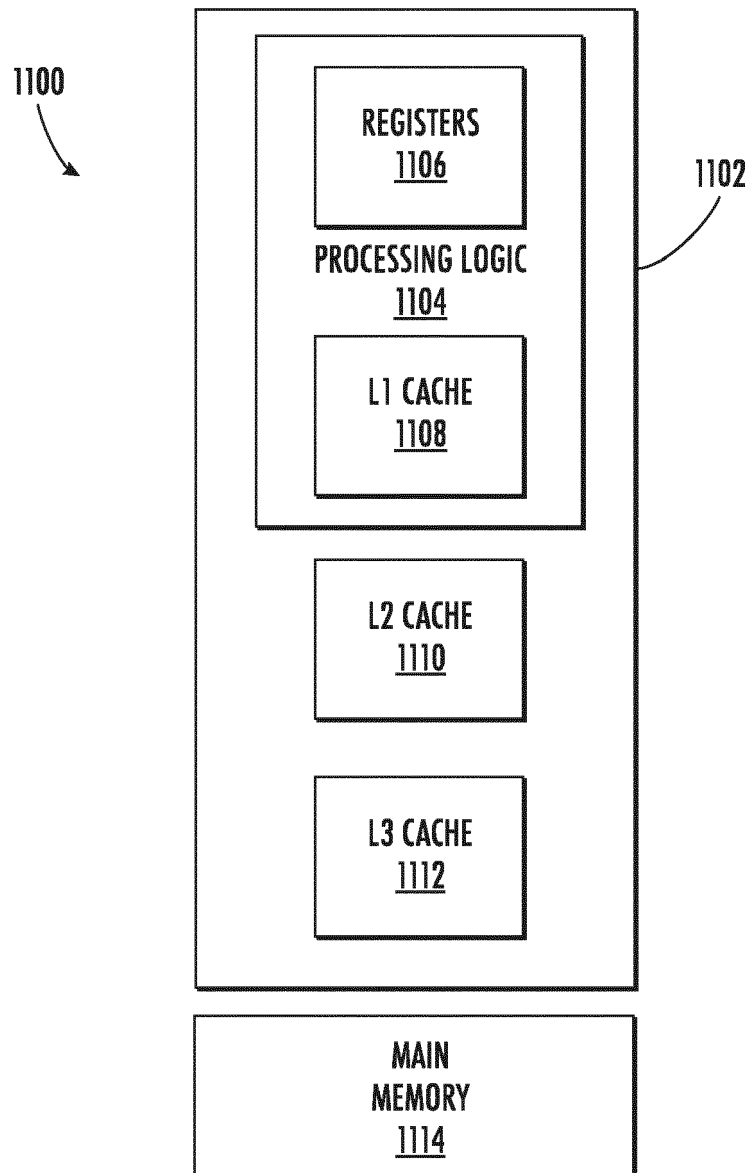 1100
REGISTERS
1106
1102
PROCESSING LOGIC
1104
L1 CACHE
1108
L2 CACHE
1110
L3 CACHE
1112
MAIN
MEMORY
1114